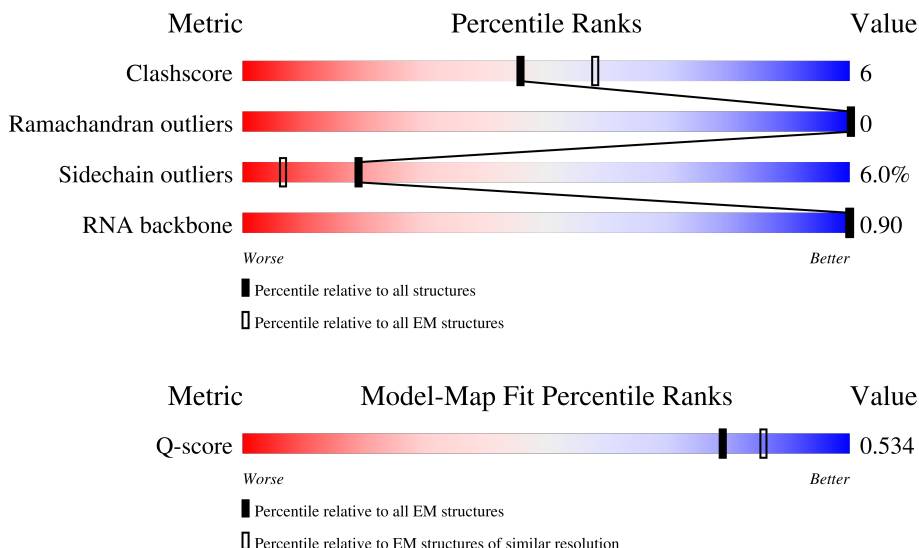 Metric Percentile Ranks Value
Clashscore 6
Ramachandran outliers 0
Sidechain outliers 6.0%
RNA backbone 0.90
Worse Better
Percentile relative to all structures
Percentile relative to all EM structures
Metric Model-Map Fit Percentile Ranks Value
Q-score 0.534
Worse Better
Percentile relative to all EM structures
Percentile relative to EM structures of similar resolution